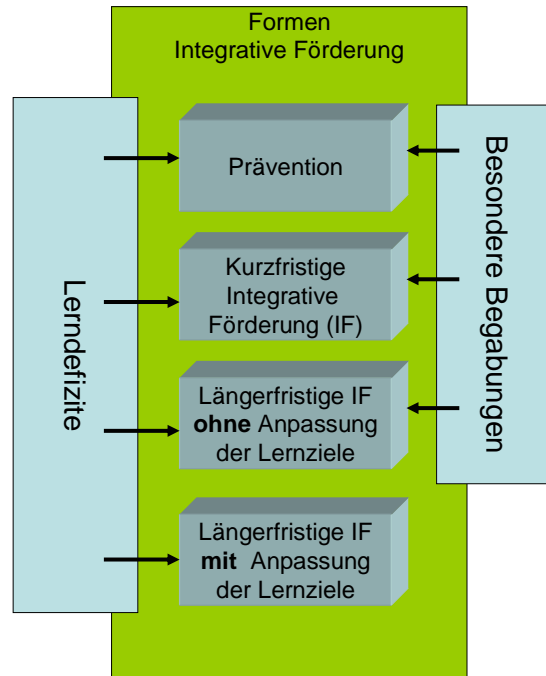 Formen
Integrative Förderung
Lerndefizite
Prävention
Kurzfristige
Integrative
Förderung (IF)
Längerfristige IF
ohne Anpassung
der Lernziele
Längerfristige IF
mit Anpassung
der Lernziele
Besondere Begabungen